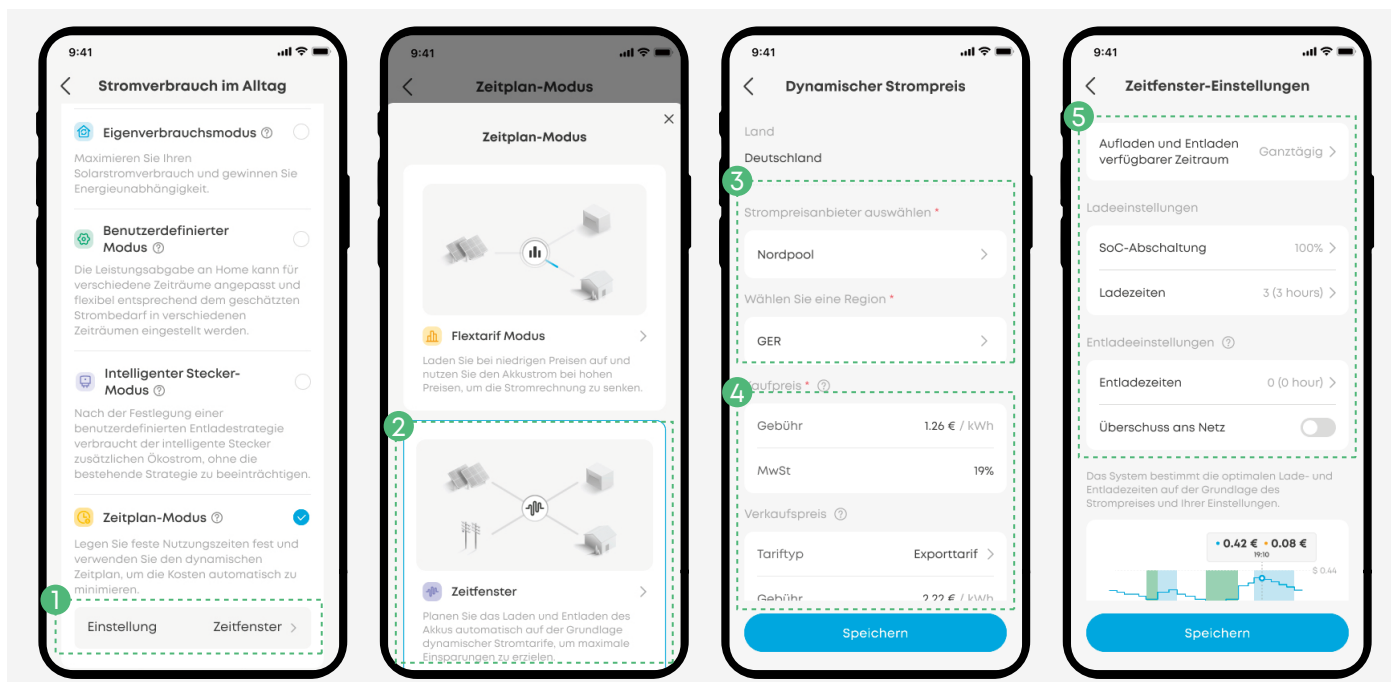 9:41
Stromverbrauch im Alltag
Eigenverbrauchsmodus ?
Maximieren Sie Ihren
Solarstromverbrauch und gewinnen Sie
Energieunabhängigkeit.
Benutzerdefinierter
Modus ?
Die Leistungsabgabe an Home kann für
verschiedene Zeiträume angepasst und
flexibel entsprechend dem geschätzten
Strombedarf in verschiedenen
Zeiträumen eingestellt werden.
Intelligenter Stecker-
Modus ?
Nach der Festlegung einer
benutzerdefinierten Entladestrategie
verbraucht der intelligente Stecker
zusätzlichen Ökostrom, ohne die
bestehende Strategie zu beeinträchtigen.
Zeitplan-Modus ?
Legen Sie feste Nutzungszeiten fest und
verwenden Sie den dynamischen
Zeitplan, um die Kosten automatisch zu
minimieren.
1
Einstellung Zeitfenster
9:41
Zeitplan-Modus
Zeitplan-Modus
Flextarif Modus
Laden Sie bei niedrigen Preisen auf und
nutzen Sie den Akkustrom bei hohen
Preisen, um die Stromrechnung zu senken.
2
Zeitfenster
Planen Sie das Laden und Entladen des
Akkus automatisch auf der Grundlage
dynamischer Stromtarife, um maximale
Einsparungen zu erzielen.
9:41
Dynamischer Strompreis
Land
Deutschland
3
Strompreisanbieter auswählen *
Nordpool
Wählen Sie eine Region *
GER
4
Kaufpreis * ?
Gebühr 1.26 € / kWh
MwSt 19%
Verkaufspreis ?
Tariftyp Exporttarif
Gebühr 2.22 € / kWh
Speichern
9:41
Zeitfenster-Einstellungen
5
Aufladen und Entladen
verfügbarer Zeitraum Ganztägig
Ladeeinstellungen
SoC-Abschaltung 100%
Ladezeiten 3 (3 hours)
Entladeeinstellungen ?
Entladezeiten 0 (0 hour)
Überschuss ans Netz
Das System bestimmt die optimalen Lade- und
Entladezeiten auf der Grundlage des
Strompreises und Ihrer Einstellungen.
0.42 € 0.08 €
19:10
$ 0.44
Speichern